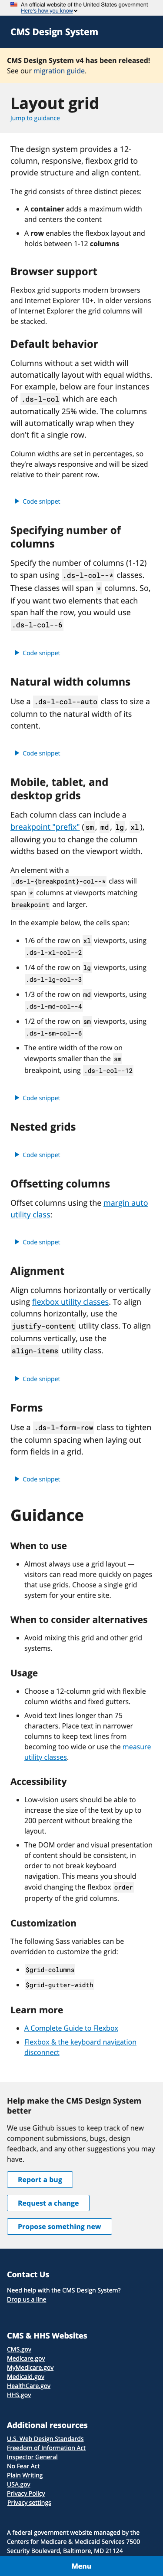 An official website of the United States government
Here's how you know
CMS Design System
CMS Design System v4 has been released!
See our migration guide.
Layout grid
Jump to guidance
The design system provides a 12-
column, responsive, flexbox grid to
provide structure and align content.
The grid consists of three distinct pieces:
A container adds a maximum width
and centers the content
A row enables the flexbox layout and
holds between 1-12 columns
Browser support
Flexbox grid supports modern browsers
and Internet Explorer 10+. In older versions
of Internet Explorer the grid columns will
be stacked.
Default behavior
Columns without a set width will
automatically layout with equal widths.
For example, below are four instances
of .ds-l-col which are each
automatically 25% wide. The columns
will automatically wrap when they
don't fit a single row.
Column widths are set in percentages, so
they're always responsive and will be sized
relative to their parent row.
Code snippet
Specifying number of
columns
Specify the number of columns (1-12)
to span using .ds-l-col--* classes.
These classes will span * columns. So,
if you want two elements that each
span half the row, you would use
.ds-l-col--6
Code snippet
Natural width columns
Use a .ds-l-col--auto class to size a
column to the natural width of its
content.
Code snippet
Mobile, tablet, and
desktop grids
Each column class can include a
breakpoint "prefix" (sm, md, lg, xl),
allowing you to change the column
widths based on the viewport width.
An element with a
.ds-l-{breakpoint}-col--* class will
span * columns at viewports matching
breakpoint and larger.
In the example below, the cells span:
1/6 of the row on xl viewports, using
.ds-l-xl-col--2
1/4 of the row on lg viewports, using
.ds-l-lg-col--3
1/3 of the row on md viewports, using
.ds-l-md-col--4
1/2 of the row on sm viewports, using
.ds-l-sm-col--6
The entire width of the row on
viewports smaller than the sm
breakpoint, using .ds-l-col--12
Code snippet
Nested grids
Code snippet
Offsetting columns
Offset columns using the margin auto
utility class:
Code snippet
Alignment
Align columns horizontally or vertically
using flexbox utility classes. To align
columns horizontally, use the
justify-content utility class. To align
columns vertically, use the
align-items utility class.
Code snippet
Forms
Use a .ds-l-form-row class to tighten
the column spacing when laying out
form fields in a grid.
Code snippet
Guidance
When to use
Almost always use a grid layout —
visitors can read more quickly on pages
that use grids. Choose a single grid
system for your entire site.
When to consider alternatives
Avoid mixing this grid and other grid
systems.
Usage
Choose a 12-column grid with flexible
column widths and fixed gutters.
Avoid text lines longer than 75
characters. Place text in narrower
columns to keep text lines from
becoming too wide or use the measure
utility classes.
Accessibility
Low-vision users should be able to
increase the size of the text by up to
200 percent without breaking the
layout.
The DOM order and visual presentation
of content should be consistent, in
order to not break keyboard
navigation. This means you should
avoid changing the flexbox order
property of the grid columns.
Customization
The following Sass variables can be
overridden to customize the grid:
$grid-columns
$grid-gutter-width
Learn more
A Complete Guide to Flexbox
Flexbox & the keyboard navigation
disconnect
Help make the CMS Design System
better
We use Github issues to keep track of new
component submissions, bugs, design
feedback, and any other suggestions you may
have.
Report a bug
Request a change
Propose something new
Contact Us
Need help with the CMS Design System?
Drop us a line
CMS & HHS Websites
CMS.gov
Medicare.gov
MyMedicare.gov
Medicaid.gov
HealthCare.gov
HHS.gov
Additional resources
U.S. Web Design Standards
Freedom of Information Act
Inspector General
No Fear Act
Plain Writing
USA.gov
Privacy Policy
Privacy settings
A federal government website managed by the
Centers for Medicare & Medicaid Services 7500
Security Boulevard, Baltimore, MD 21124
Menu